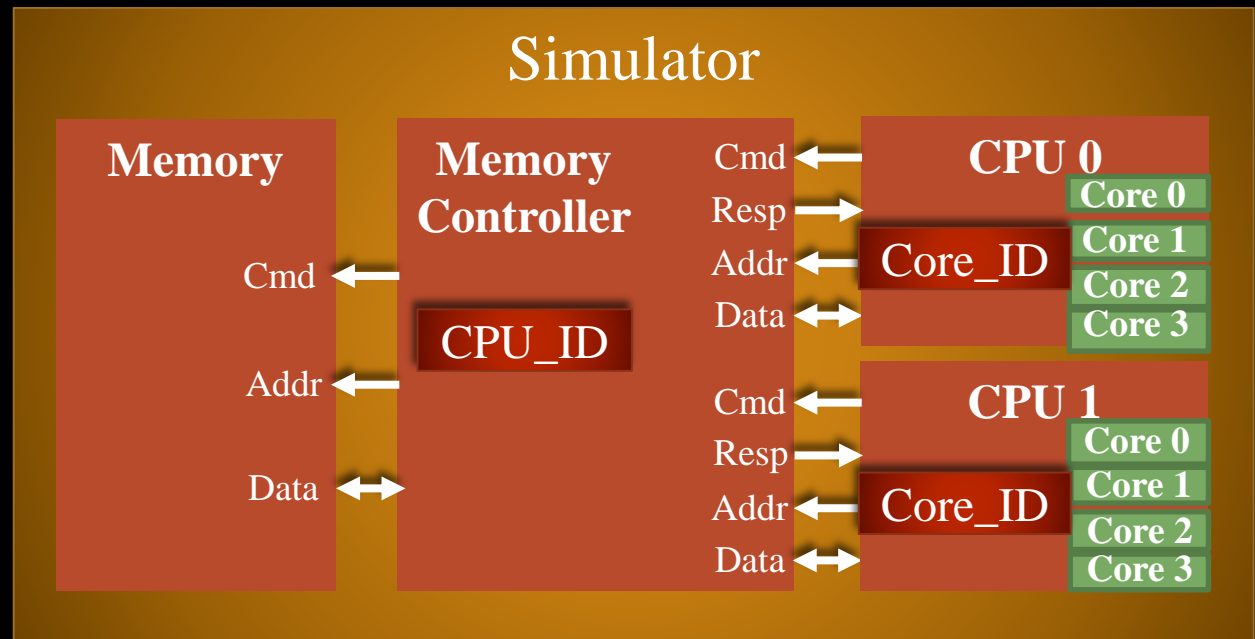 Simulator
Memory
Cmd
Addr
Data
Memory
Controller
CPU_ID
Cmd
Resp
Addr
Data
Cmd
Resp
Addr
Data
CPU 0
Core 0
Core 1
Core_ID
Core 2
Core 3
CPU 1
Core 0
Core 1
Core_ID
Core 2
Core 3